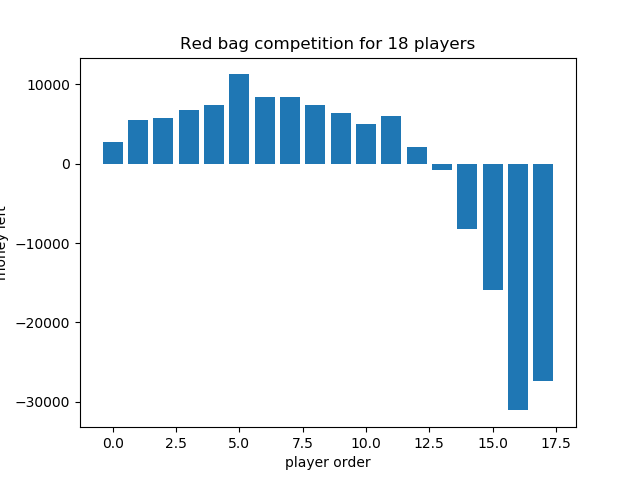 Red bag competition for 18 players
10000
0
−10000
−20000
−30000
money left
0.0 2.5 5.0 7.5 10.0 12.5 15.0 17.5
player order